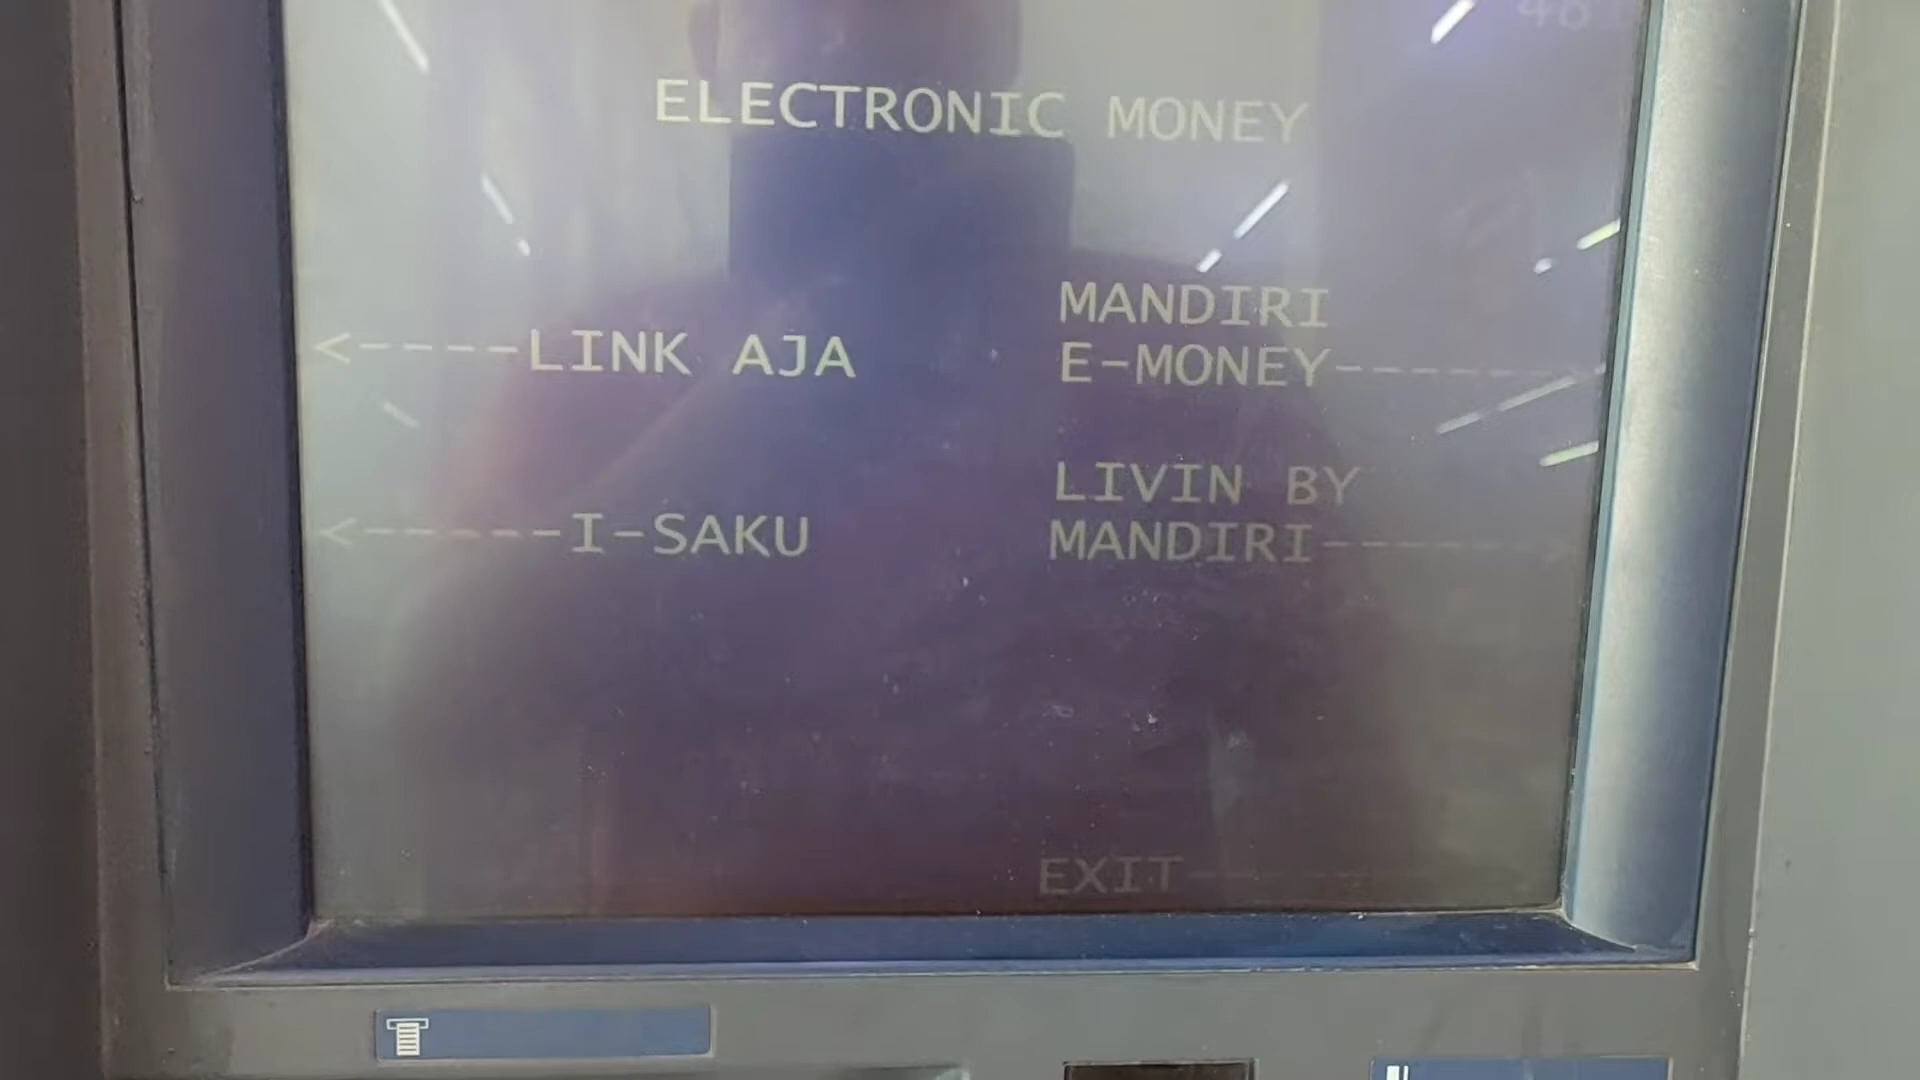 ELECTRONIC MONEY
<----LINK AJA
MANDIRI
E-MONEY------
<-----I-SAKU
LIVIN BY
MANDIRI----->
EXIT------